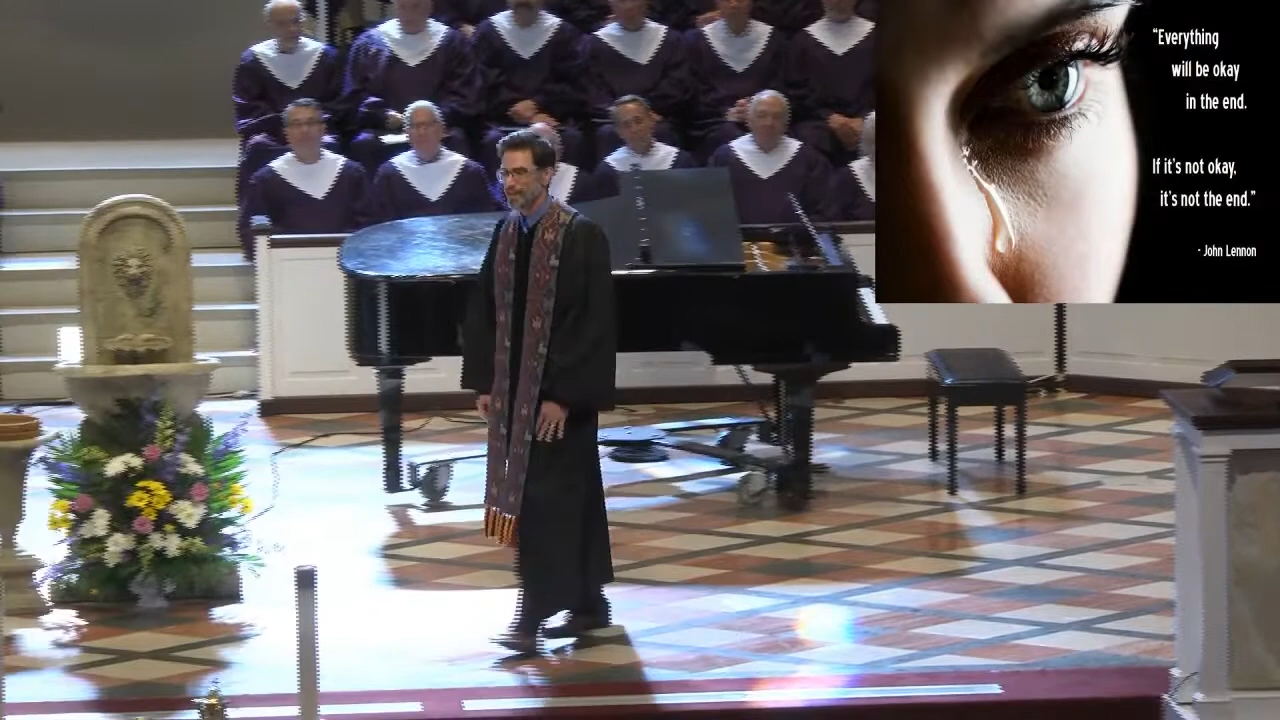 “Everything
will be okay
in the end.
If it's not okay,
it's not the end.”
- John Lennon